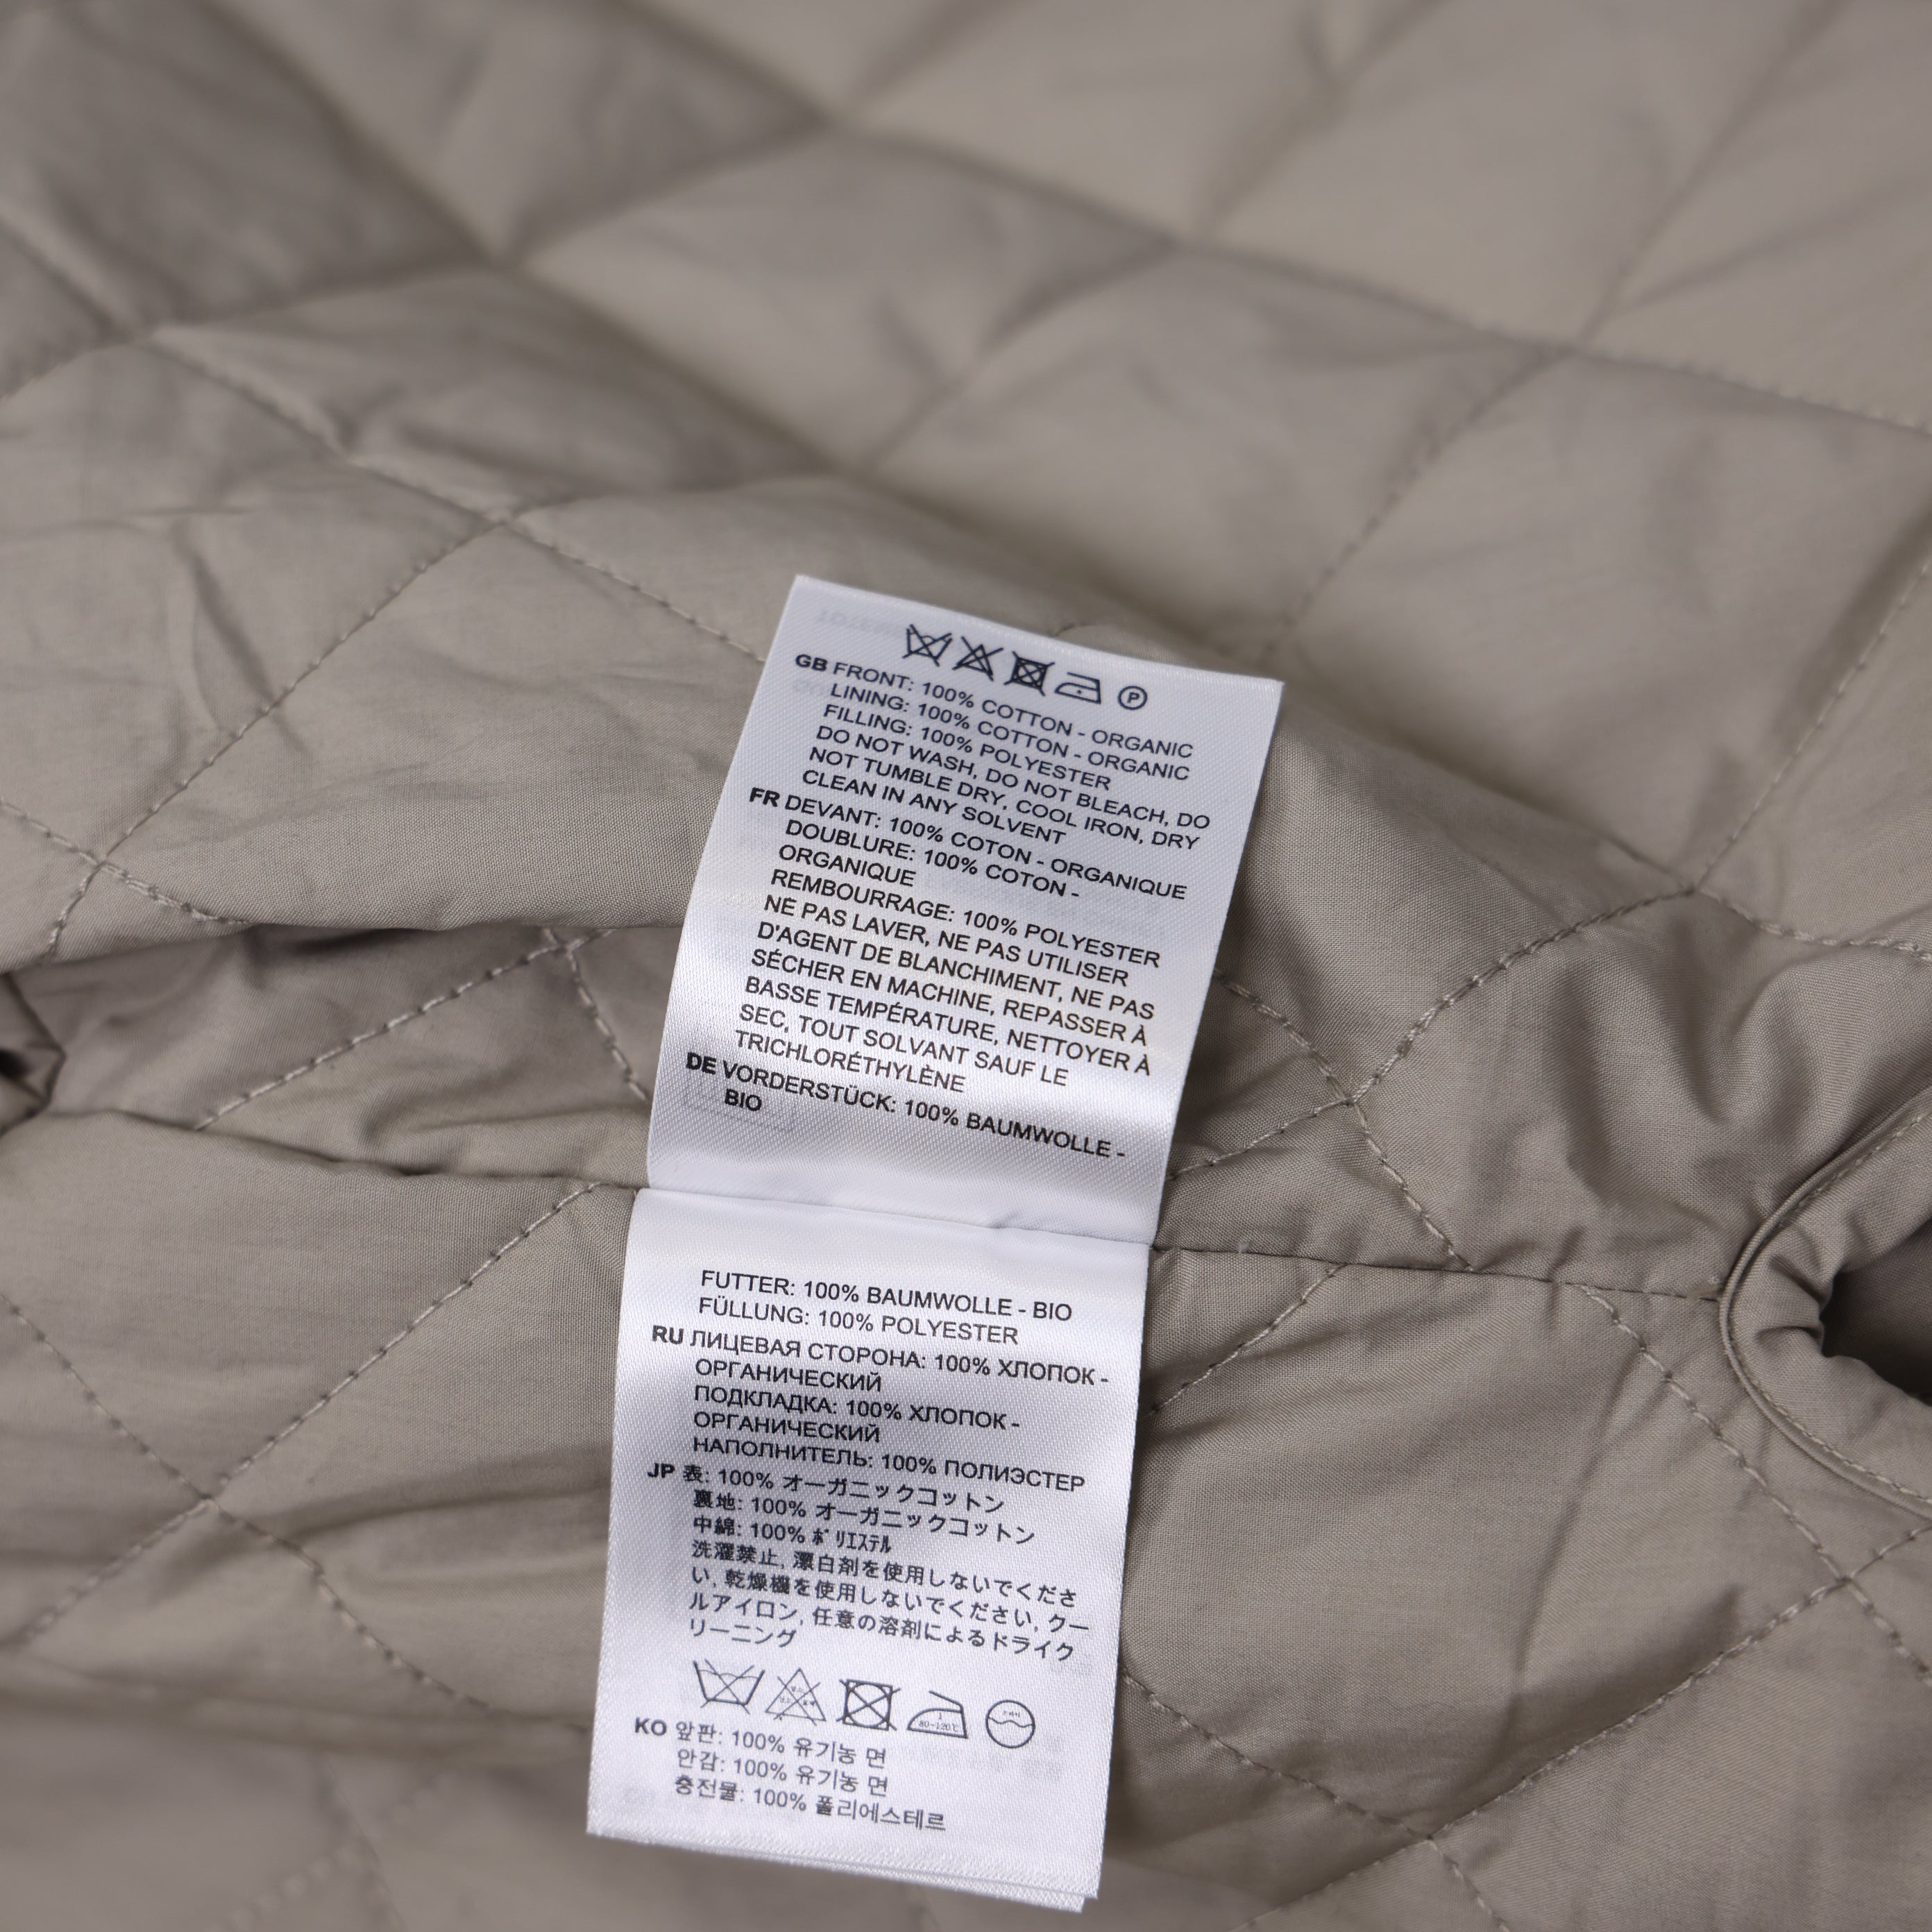 P
GB FRONT: 100% COTTON - ORGANIC
LINING: 100% COTTON - ORGANIC
FILLING: 100% POLYESTER
DO NOT WASH, DO NOT BLEACH, DO
NOT TUMBLE DRY, COOL IRON, DRY
CLEAN IN ANY SOLVENT
FR DEVANT: 100% COTON - ORGANIQUE
DOUBLURE: 100% COTON -
ORGANIQUE
REMBOURRAGE: 100% POLYESTER
NE PAS LAVER, NE PAS UTILISER
D'AGENT DE BLANCHIMENT, NE PAS
SÉCHER EN MACHINE, REPASSER À
BASSE TEMPÉRATURE, NETTOYER À
SEC, TOUT SOLVANT SAUF LE
TRICHLORÉTHYLÈNE
DE VORDERSTÜCK: 100% BAUMWOLLE -
BIO
FUTTER: 100% BAUMWOLLE - BIO
FÜLLUNG: 100% POLYESTER
RU ЛИЦЕВАЯ СТОРОНА: 100% ХЛОПОК -
ОРГАНИЧЕСКИЙ
ПОДКЛАДКА: 100% ХЛОПОК -
ОРГАНИЧЕСКИЙ
НАПОЛНИТЕЛЬ: 100% ПОЛИЭСТЕР
JP 表: 100% オーガニックコットン
裏地: 100% オーガニックコットン
中綿: 100% ﾎﾟﾘｴｽﾃﾙ
洗濯禁止, 漂白剤を使用しないでくださ
い, 乾燥機を使用しないでください, クー
ルアイロン, 任意の溶剤によるドライク
リーニング
1
80~120℃
KO 앞판: 100% 유기농 면
안감: 100% 유기농 면
충전물: 100% 폴리에스테르